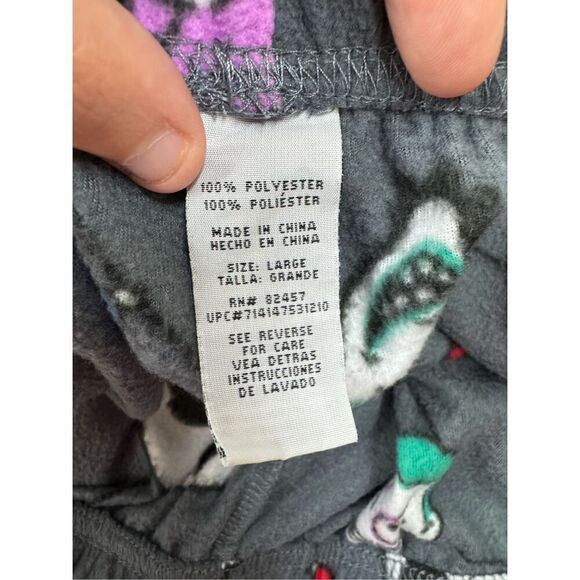 100% POLYESTER
100% POLIÉSTER
MADE IN CHINA
HECHO EN CHINA
SIZE: LARGE
TALLA: GRANDE
RN# 82457
UPC#714147531210
SEE REVERSE
FOR CARE
VEA DETRAS
INSTRUCCIONES
DE LAVADO